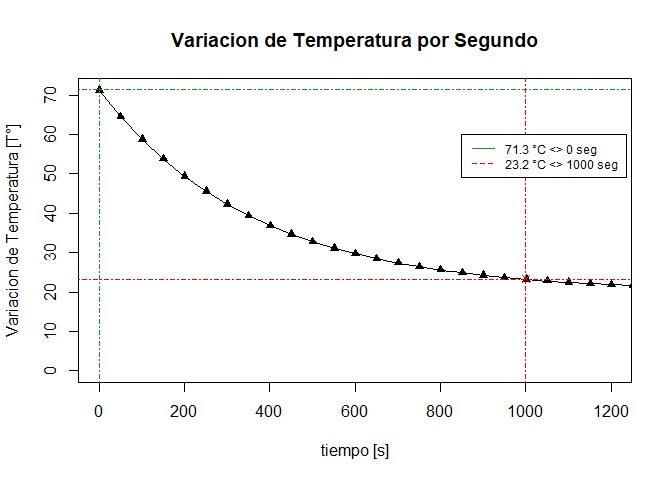 Variacion de Temperatura por Segundo
Variacion de Temperatura [T°]
70
60
50
40
30
20
10
0
71.3 °C <> 0 seg
23.2 °C <> 1000 seg
0 200 400 600 800 1000 1200
tiempo [s]